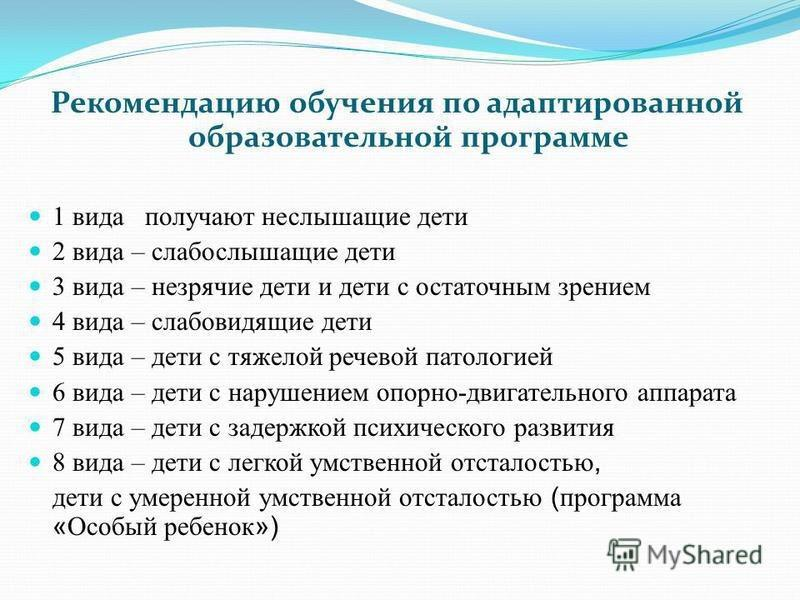 Рекомендацию обучения по адаптированной
образовательной программе
• 1 вида получают неслышащие дети
• 2 вида – слабослышащие дети
• 3 вида – незрячие дети и дети с остаточным зрением
• 4 вида – слабовидящие дети
• 5 вида – дети с тяжелой речевой патологией
• 6 вида – дети с нарушением опорно-двигательного аппарата
• 7 вида – дети с задержкой психического развития
• 8 вида – дети с легкой умственной отсталостью,
дети с умеренной умственной отсталостью (программа
«Особый ребенок»)
MyShared